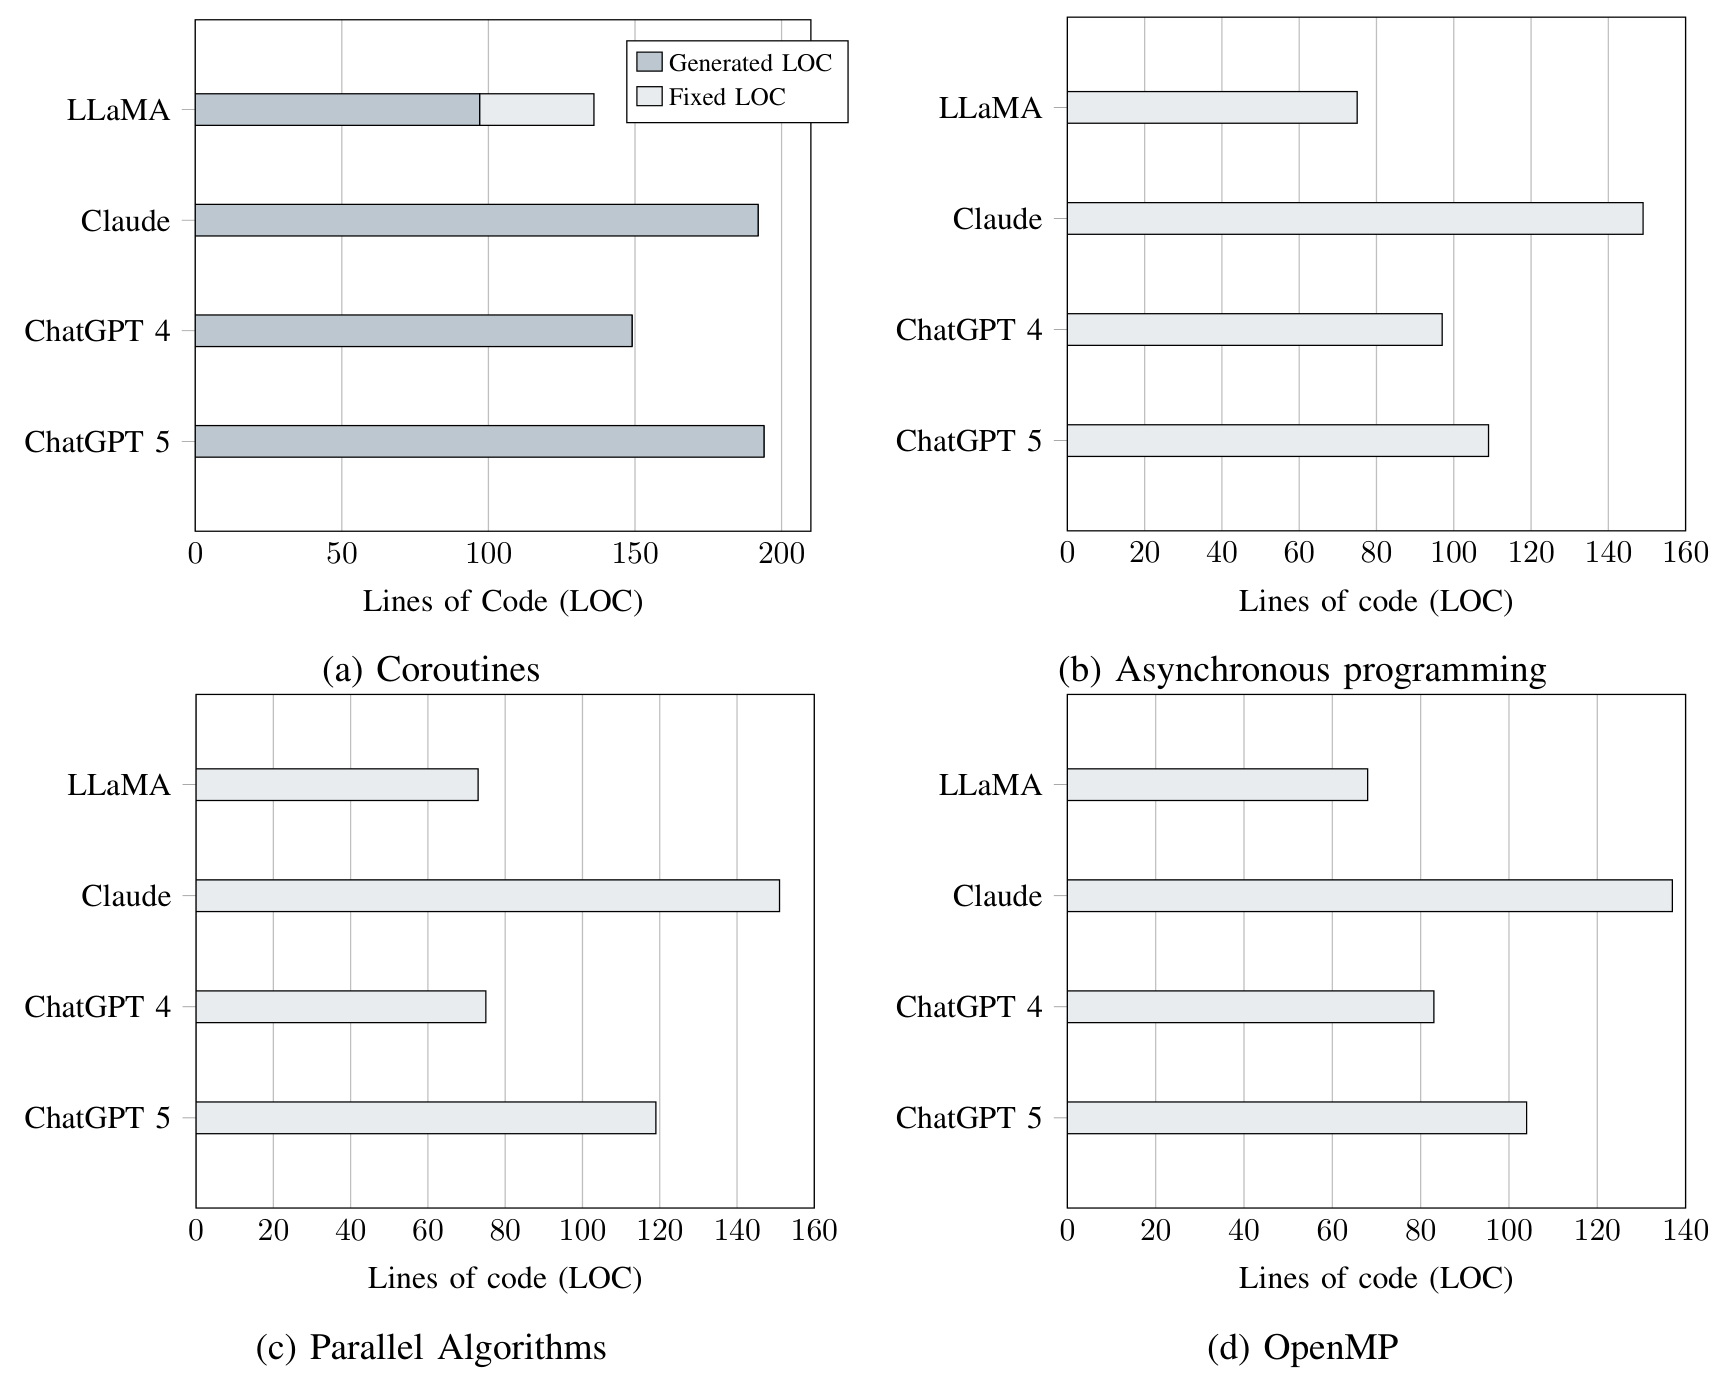 Generated LOC
Fixed LOC
LLaMA
Claude
ChatGPT 4
ChatGPT 5
0 50 100 150 200
Lines of Code (LOC)
(a) Coroutines
LLaMA
Claude
ChatGPT 4
ChatGPT 5
0 20 40 60 80 100 120 140 160
Lines of code (LOC)
(b) Asynchronous programming
LLaMA
Claude
ChatGPT 4
ChatGPT 5
0 20 40 60 80 100 120 140 160
Lines of code (LOC)
(c) Parallel Algorithms
LLaMA
Claude
ChatGPT 4
ChatGPT 5
0 20 40 60 80 100 120 140
Lines of code (LOC)
(d) OpenMP